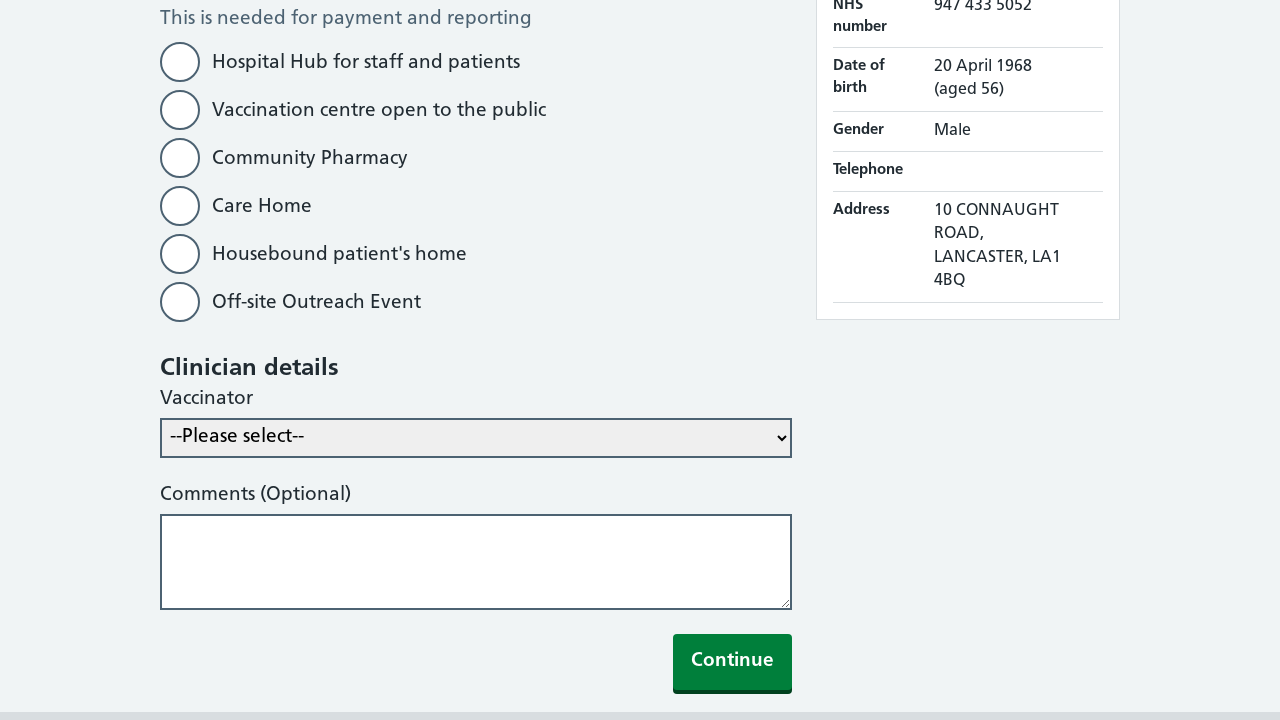 This is needed for payment and reporting
Hospital Hub for staff and patients
Vaccination centre open to the public
Community Pharmacy
Care Home
Housebound patient's home
Off-site Outreach Event
Clinician details
Vaccinator
--Please select--
Comments (Optional)
Continue
NHS
number
947 433 5052
Date of
birth
20 April 1968
(aged 56)
Gender
Male
Telephone
Address
10 CONNAUGHT
ROAD,
LANCASTER, LA1
4BQ